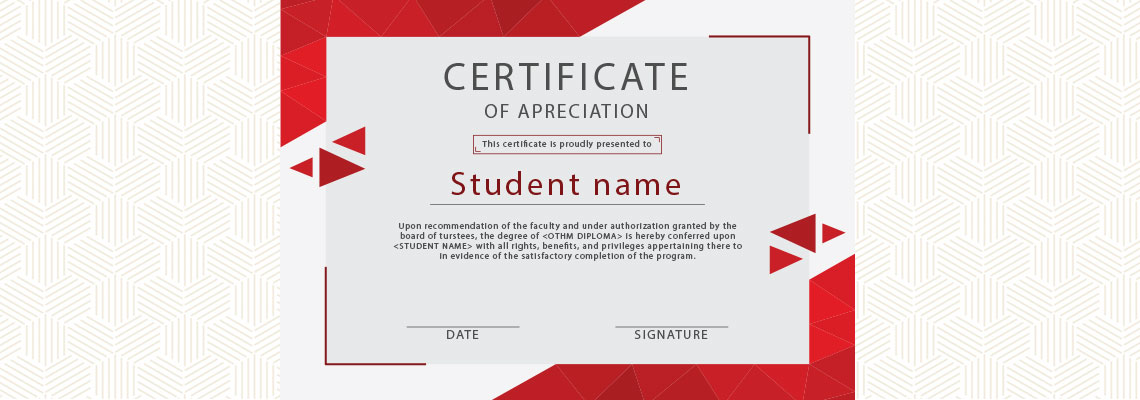 CERTIFICATE
OF APRECIATION
This certificate is proudly presented to
Student name
Upon recommendation of the faculty and under authorization granted by the
board of turstees, the degree of <OTHM DIPLOMA> is hereby conferred upon
<STUDENT NAME> with all rights, benefits, and privileges appertaining there to
in evidence of the satisfactory completion of the program.
DATE
SIGNATURE